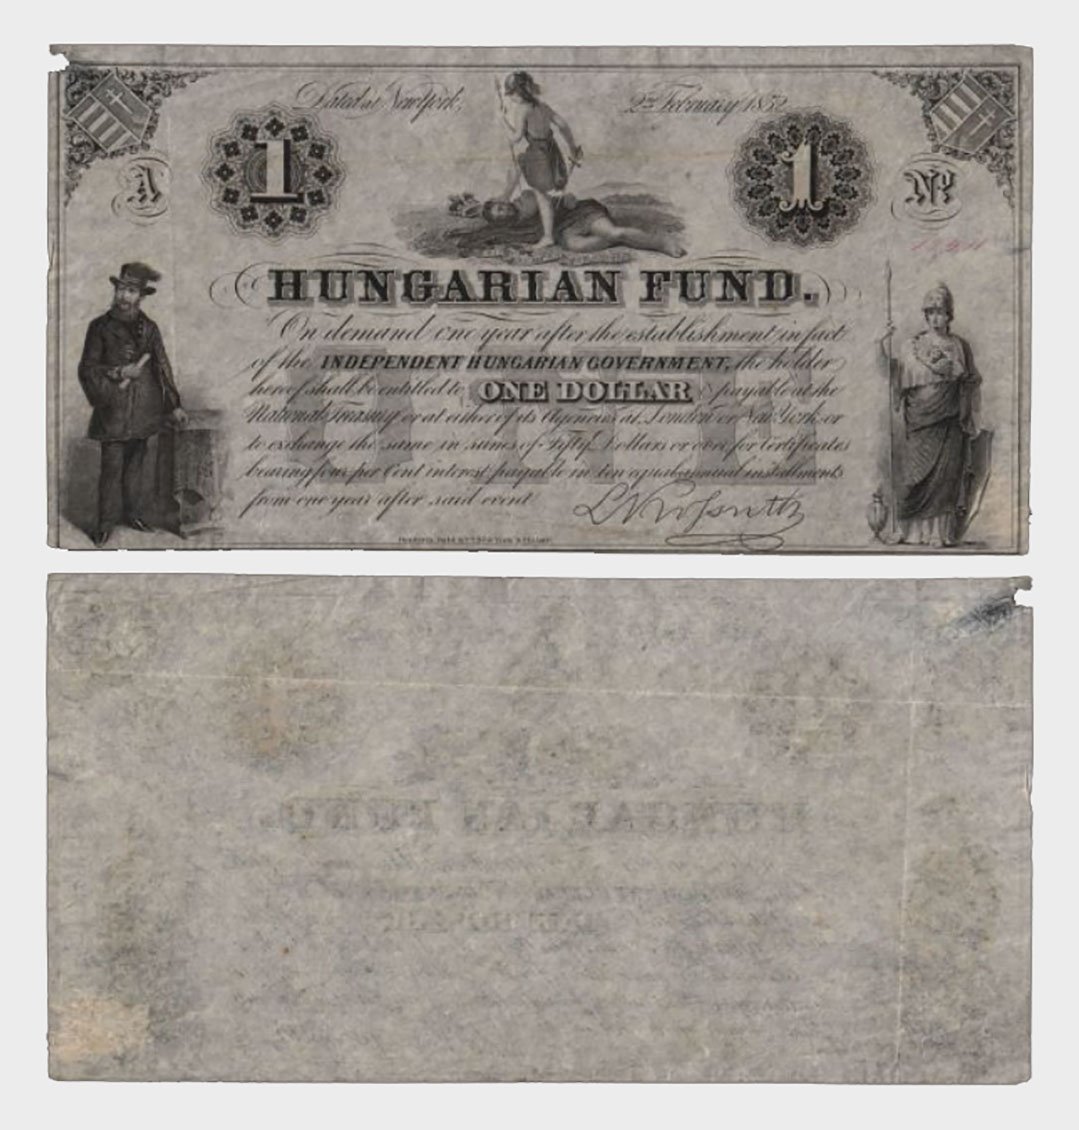 Dated at New York, 2nd February 1852
1 1
A No
HUNGARIAN FUND.
On demand one year after the establishment in fact
of the INDEPENDENT HUNGARIAN GOVERNMENT, the holder
hereof shall be entitled to ONE DOLLAR payable at the
National Treasury or at either of its Agencies at London or New York or
to exchange the same in sums of Fifty Dollars or over for Certificates
bearing four per Cent interest payable in ten equal annual instalments
from one year after said event
L Kossuth